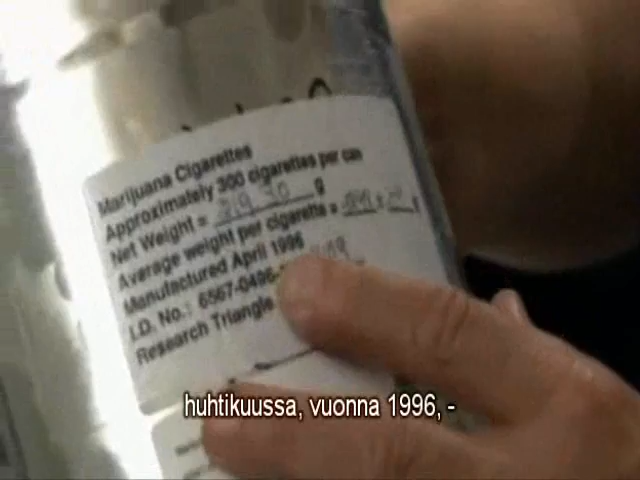 Marijuana Cigarettes
Approximately 300 cigarettes per can
Net Weight = g
Average weight per cigarette = g
Manufactured April 1996
I.D. No.: 6567-0496-
Research Triangle
huhtikuussa, vuonna 1996, -